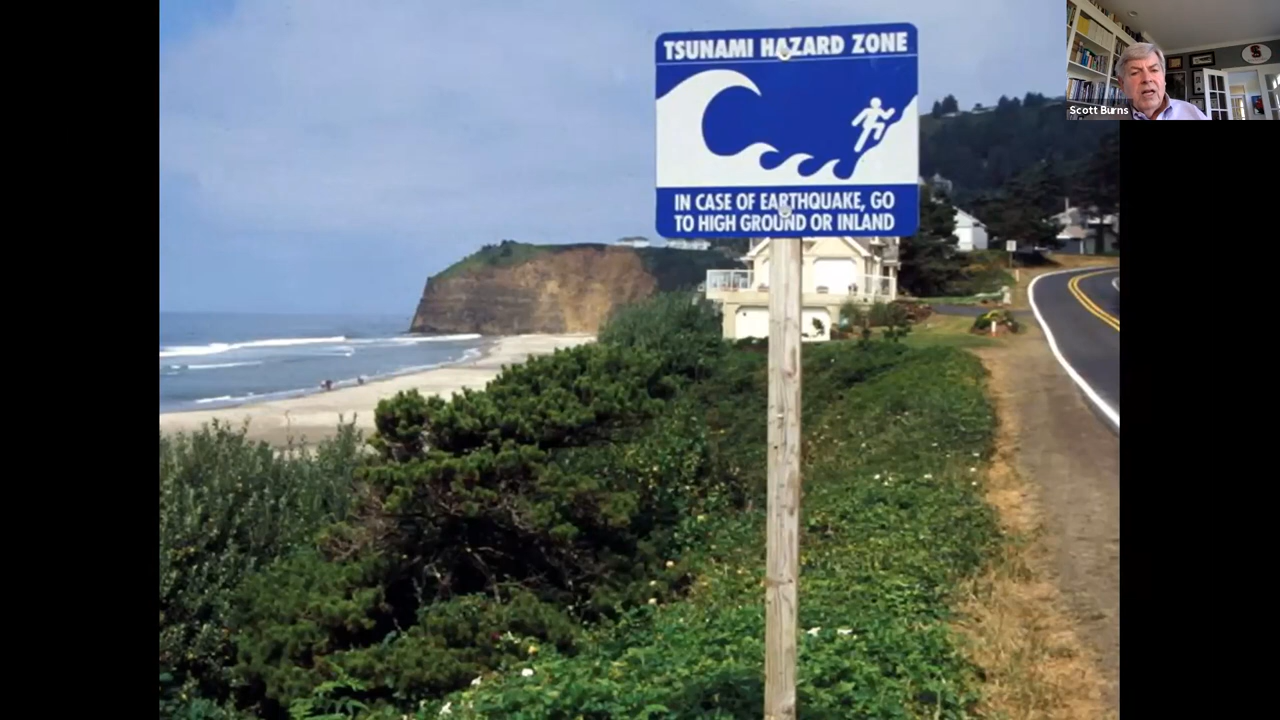 TSUNAMI HAZARD ZONE
IN CASE OF EARTHQUAKE, GO
TO HIGH GROUND OR INLAND
Scott Burns